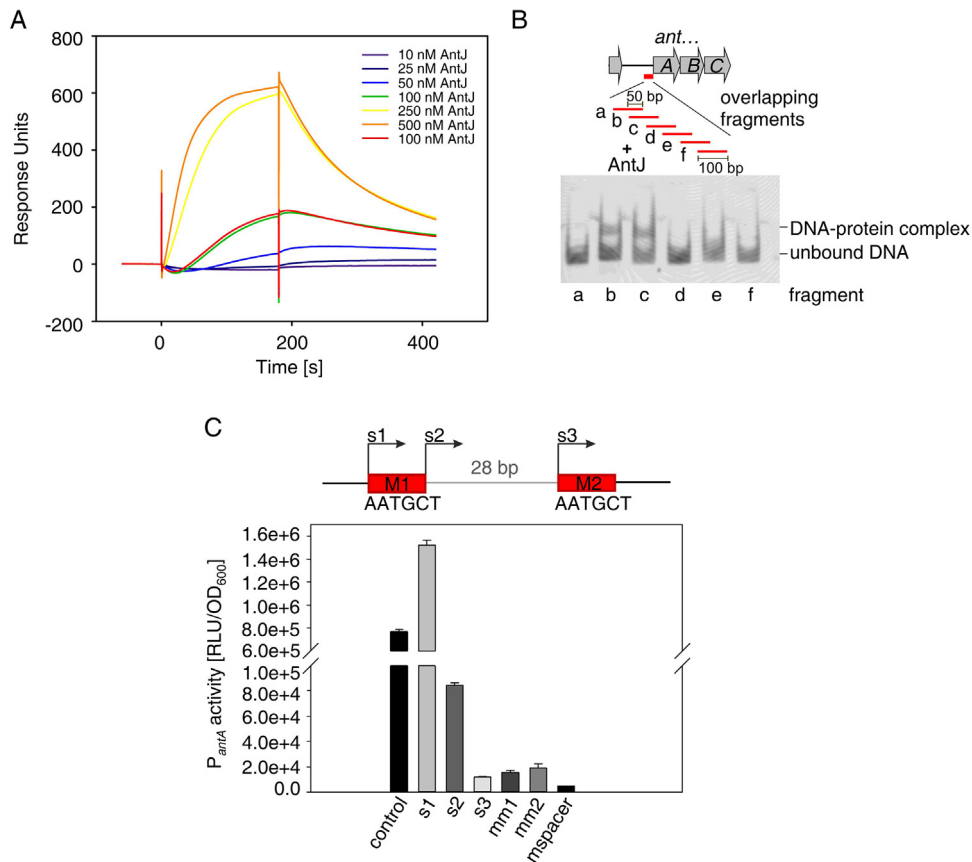 A
800
600
400
200
0
-200
Response Units
0
200
400
Time [s]
10 nM AntJ
25 nM AntJ
50 nM AntJ
100 nM AntJ
250 nM AntJ
500 nM AntJ
100 nM AntJ
B
ant…
A B C
50 bp
overlapping
fragments
a
b
c
d
e
f
+
AntJ
100 bp
DNA-protein complex
unbound DNA
a b c d e f fragment
C
s1 s2 s3
28 bp
M1 M2
AATGCT AATGCT
1.6e+6
1.4e+6
1.2e+6
1.0e+6
8.0e+5
6.0e+5
1.0e+5
8.0e+4
6.0e+4
4.0e+4
2.0e+4
0.0
PantA activity [RLU/OD600]
control
s1
s2
s3
mm1
mm2
mspacer